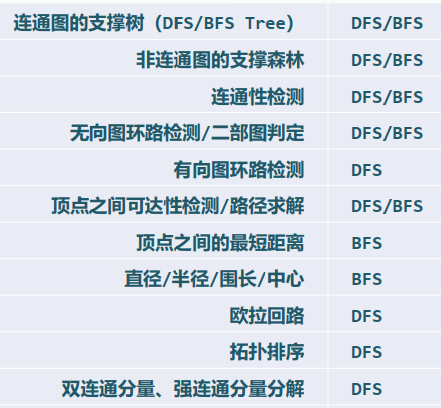 连通图的支撑树（DFS/BFS Tree） DFS/BFS
非连通图的支撑森林 DFS/BFS
连通性检测 DFS/BFS
无向图环路检测/二部图判定 DFS/BFS
有向图环路检测 DFS
顶点之间可达性检测/路径求解 DFS/BFS
顶点之间的最短距离 BFS
直径/半径/围长/中心 BFS
欧拉回路 DFS
拓扑排序 DFS
双连通分量、强连通分量分解 DFS